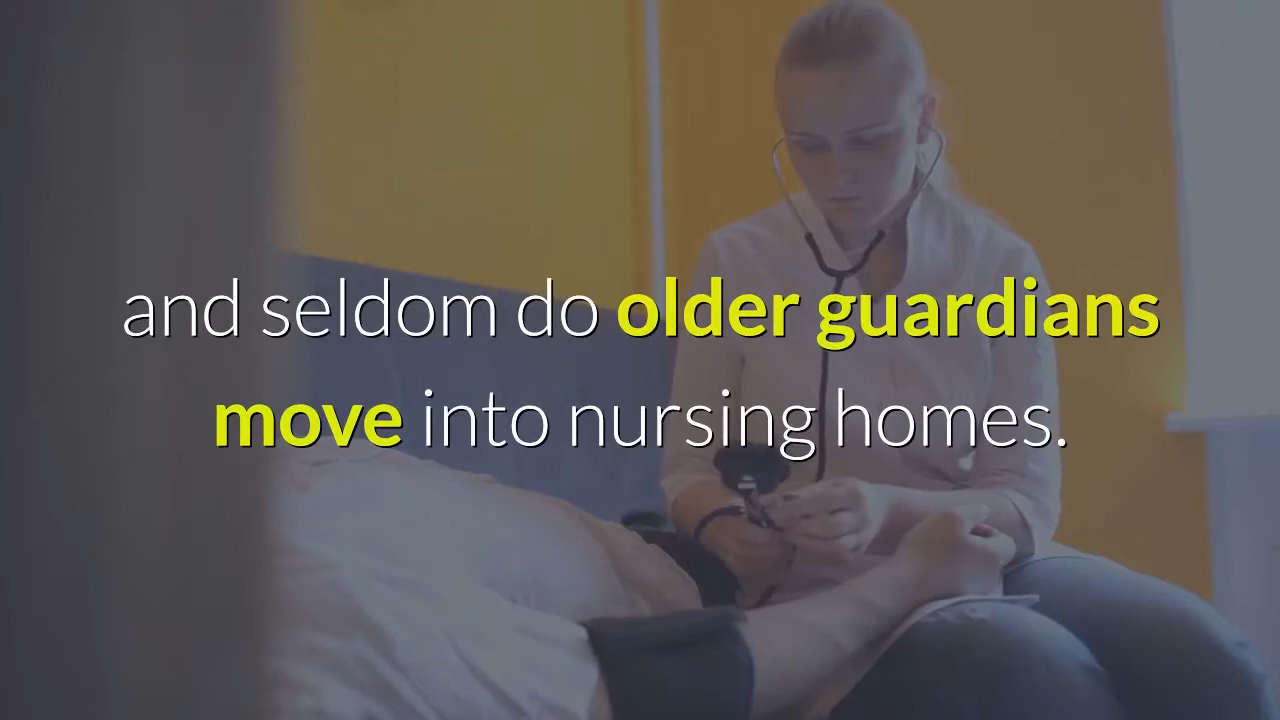 and seldom do older guardians
move into nursing homes.